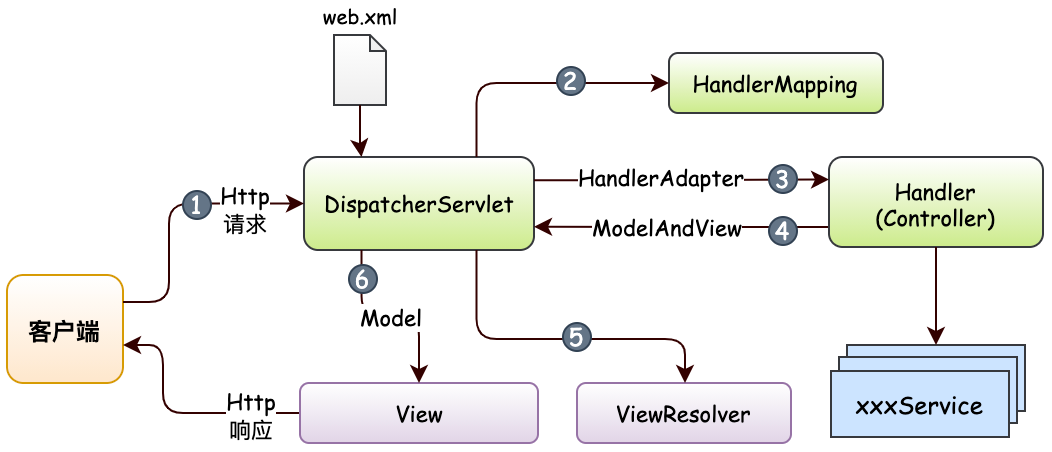 web.xml
2
HandlerMapping
1
Http
请求
DispatcherServlet
HandlerAdapter
3
Handler
(Controller)
ModelAndView
4
6
Model
5
客户端
Http
响应
View
ViewResolver
xxxService